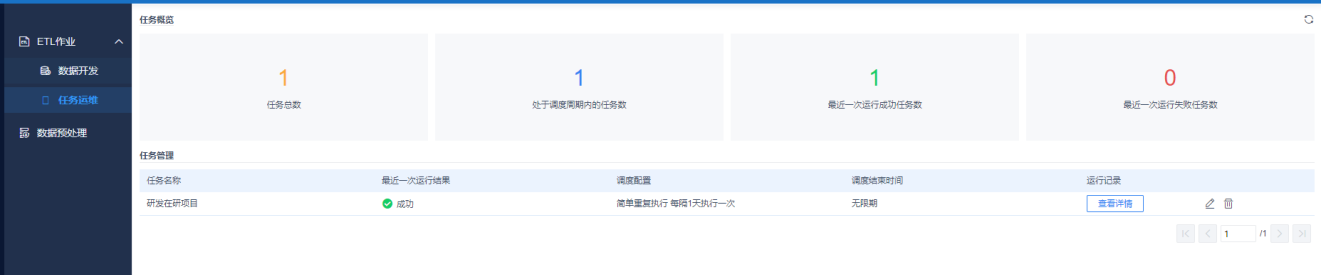 任务概览
ETL作业
数据开发
任务运维
数据预处理
1
任务总数
1
处于调度周期内的任务数
1
最近一次运行成功任务数
0
最近一次运行失败任务数
任务管理
任务名称 最近一次运行结果 调度配置 调度结束时间 运行记录
研发在研项目 成功 简单重复执行 每隔1天执行一次 无限期 查看详情
1 /1